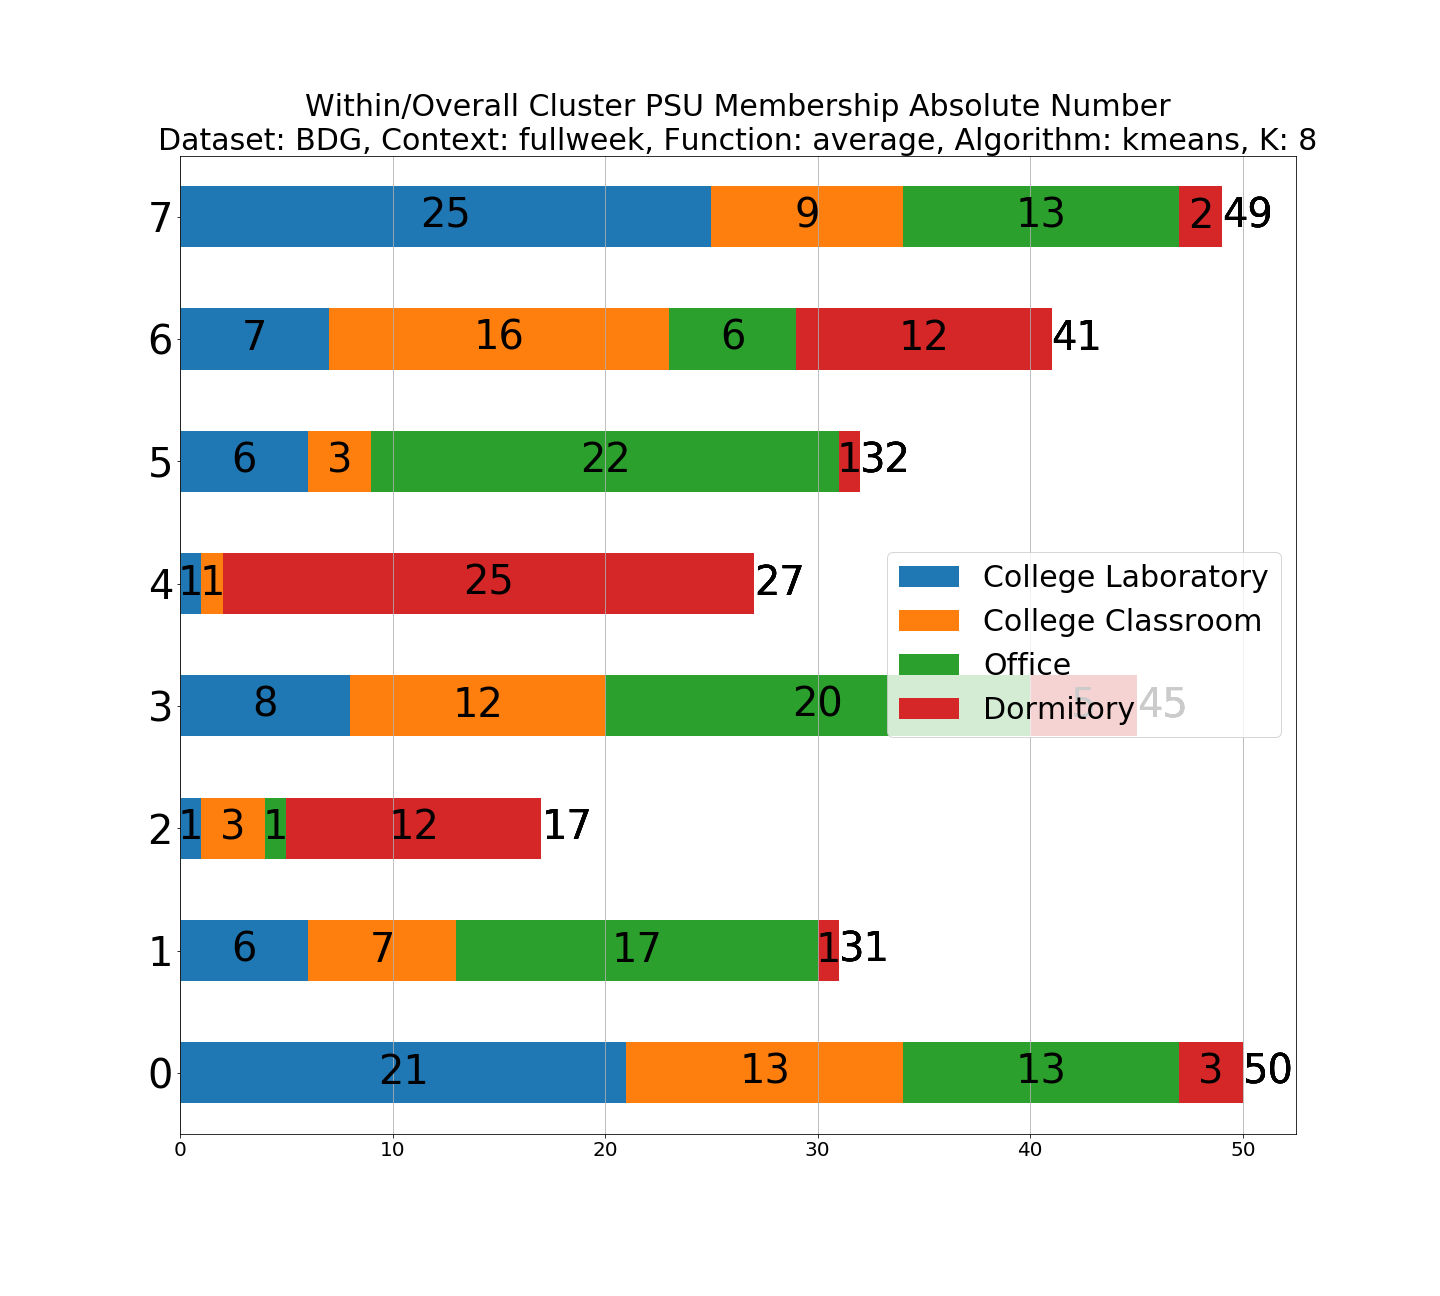 Within/Overall Cluster PSU Membership Absolute Number
Dataset: BDG, Context: fullweek, Function: average, Algorithm: kmeans, K: 8
7 25 9 13 2 49
6 7 16 6 12 41
5 6 3 22 1 32
4 1 1 25 27
College Laboratory
College Classroom
Office
Dormitory
3 8 12 20 5 45
2 1 3 1 12 17
1 6 7 17 1 31
0 21 13 13 3 50
0 10 20 30 40 50